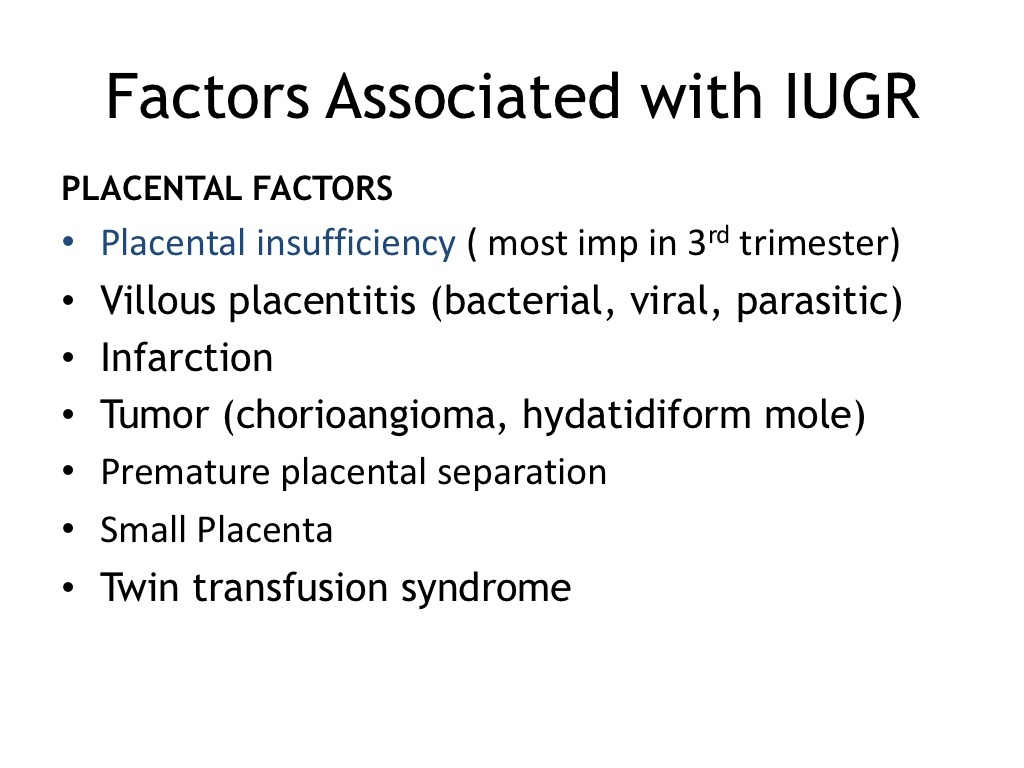 Factors Associated with IUGR
PLACENTAL FACTORS
• Placental insufficiency ( most imp in 3rd trimester)
• Villous placentitis (bacterial, viral, parasitic)
• Infarction
• Tumor (chorioangioma, hydatidiform mole)
• Premature placental separation
• Small Placenta
• Twin transfusion syndrome